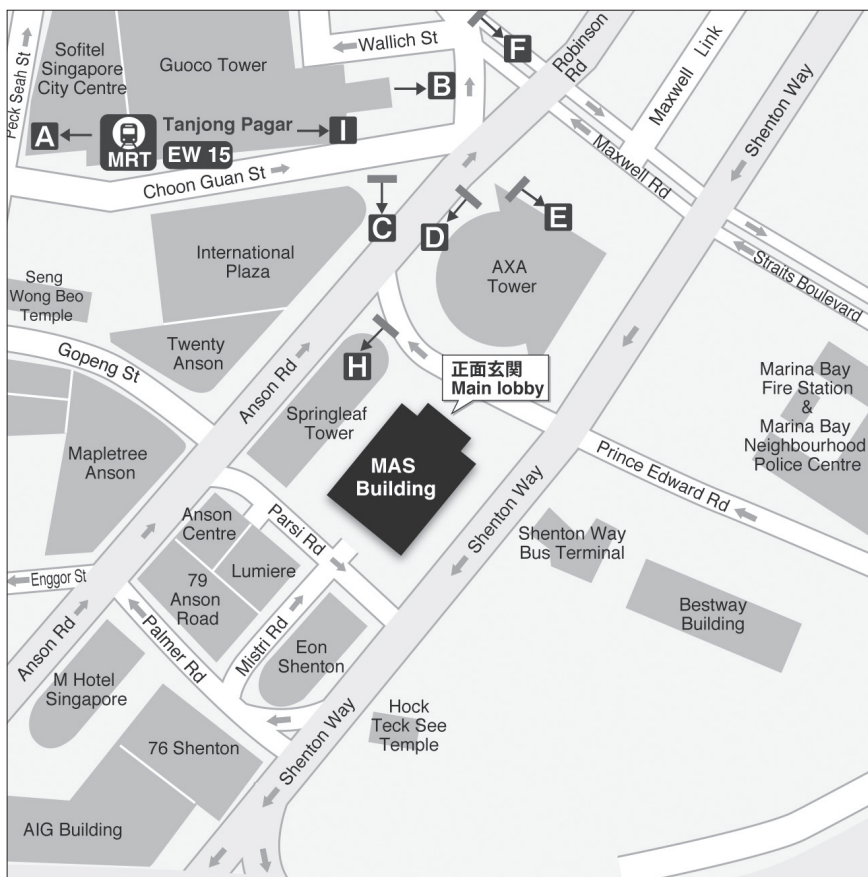 Peck Seah St
Sofitel
Singapore
City Centre
Guoco Tower
Wallich St
F
Robinson
Rd
Maxwell Link
Shenton Way
B
A
MRT
Tanjong Pagar
EW 15
I
Choon Guan St
Maxwell Rd
C
D
E
International
Plaza
AXA
Tower
Straits Boulevard
Seng
Wong Beo
Temple
Twenty
Anson
Gopeng St
Anson Rd
H
正面玄関
Main lobby
Springleaf
Tower
MAS
Building
Marina Bay
Fire Station
&
Marina Bay
Neighbourhood
Police Centre
Mapletree
Anson
Prince Edward Rd
Shenton Way
Anson
Centre
Parsi Rd
Shenton Way
Bus Terminal
Enggor St
Lumiere
79
Anson
Road
Bestway
Building
Anson Rd
Palmer Rd
Mistri Rd
Eon
Shenton
M Hotel
Singapore
Hock
Teck See
Temple
76 Shenton
Shenton Way
AIG Building